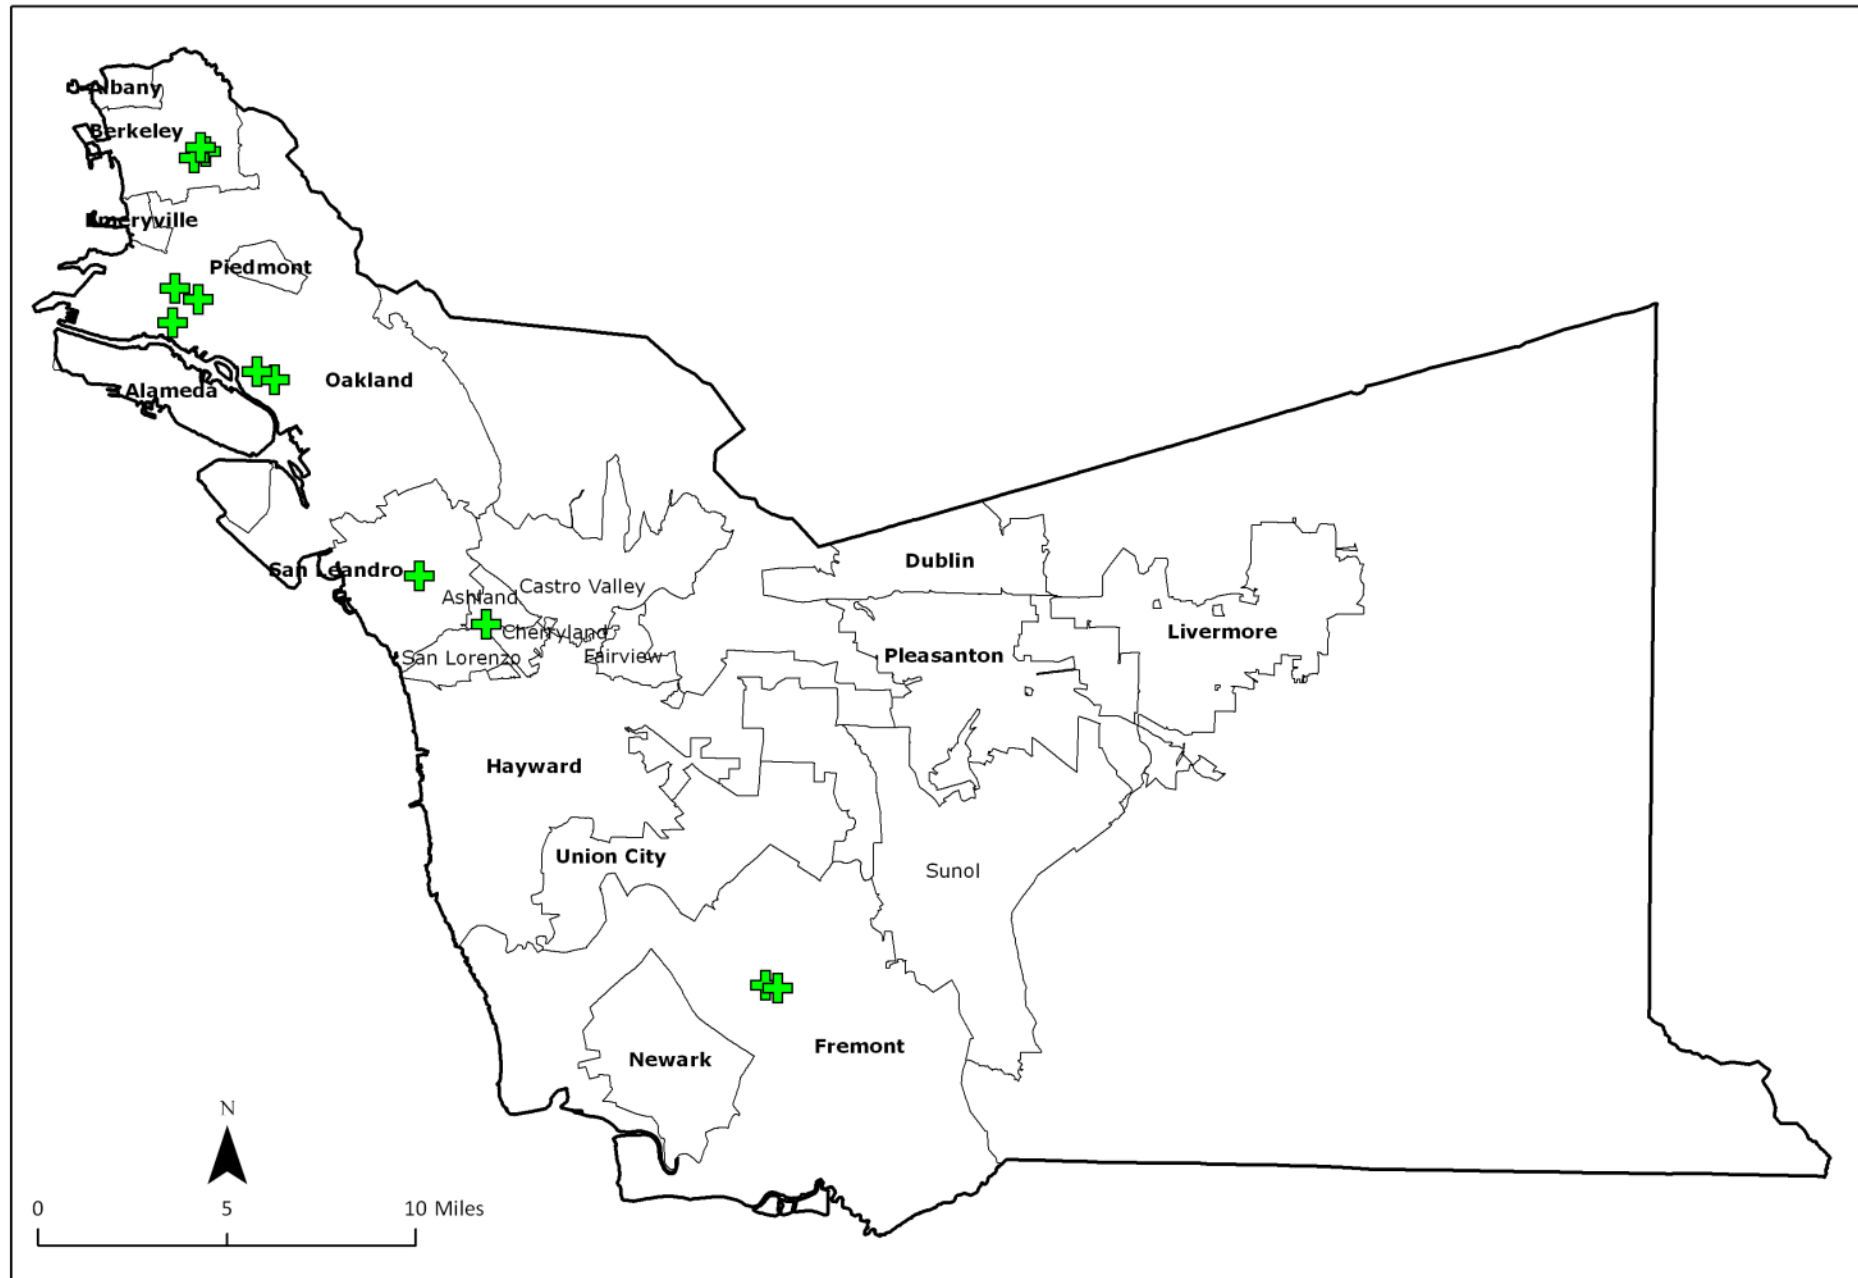 Albany
Berkeley
Emeryville
Piedmont
Oakland
Alameda
San Leandro
Castro Valley
Ashland
Cherryland
San Lorenzo
Fairview
Dublin
Livermore
Pleasanton
Hayward
Union City
Sunol
Newark
Fremont
N
0 5 10 Miles